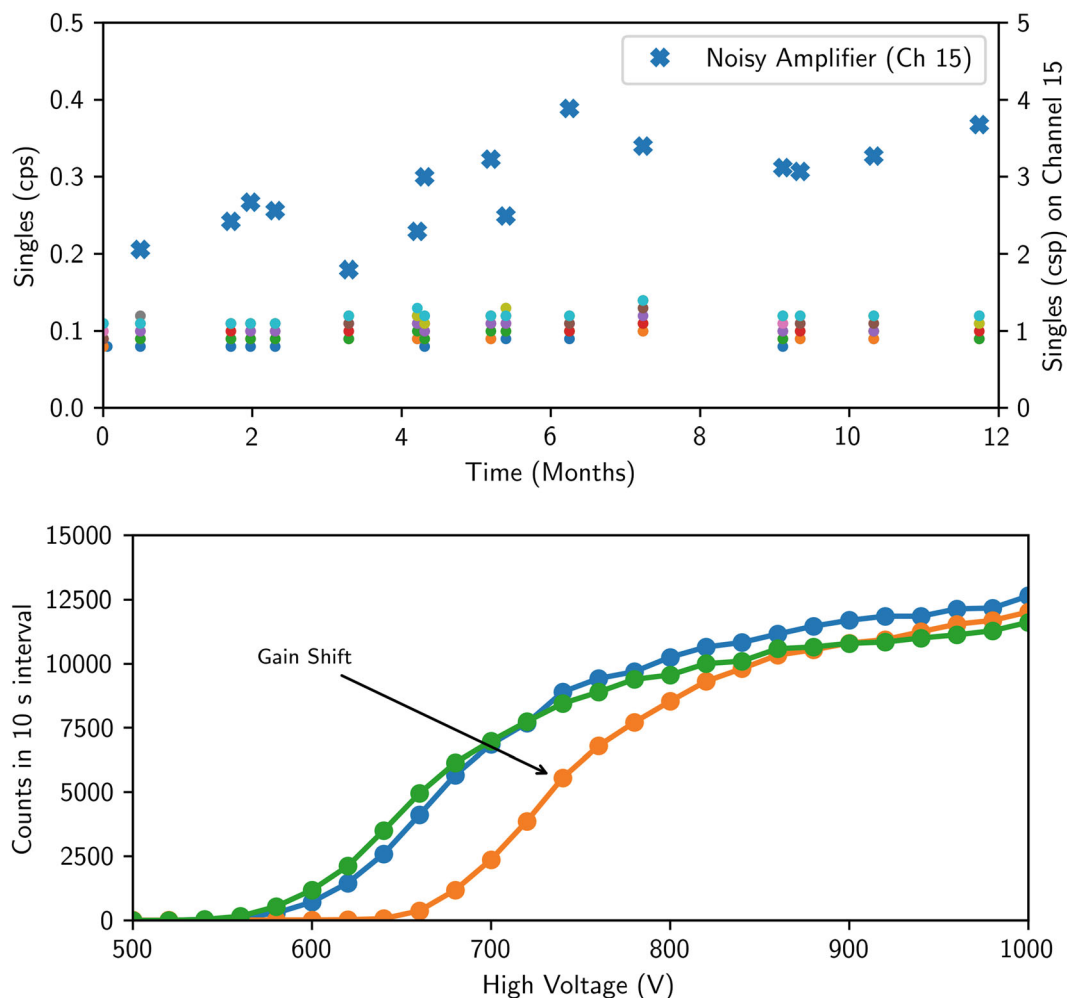 0.5
0.4
0.3
0.2
0.1
0.0
Singles (cps)
Noisy Amplifier (Ch 15)
5
4
3
2
1
0
Singles (csp) on Channel 15
0 2 4 6 8 10 12
Time (Months)
15000
12500
10000
7500
5000
2500
0
Counts in 10 s interval
Gain Shift
500 600 700 800 900 1000
High Voltage (V)